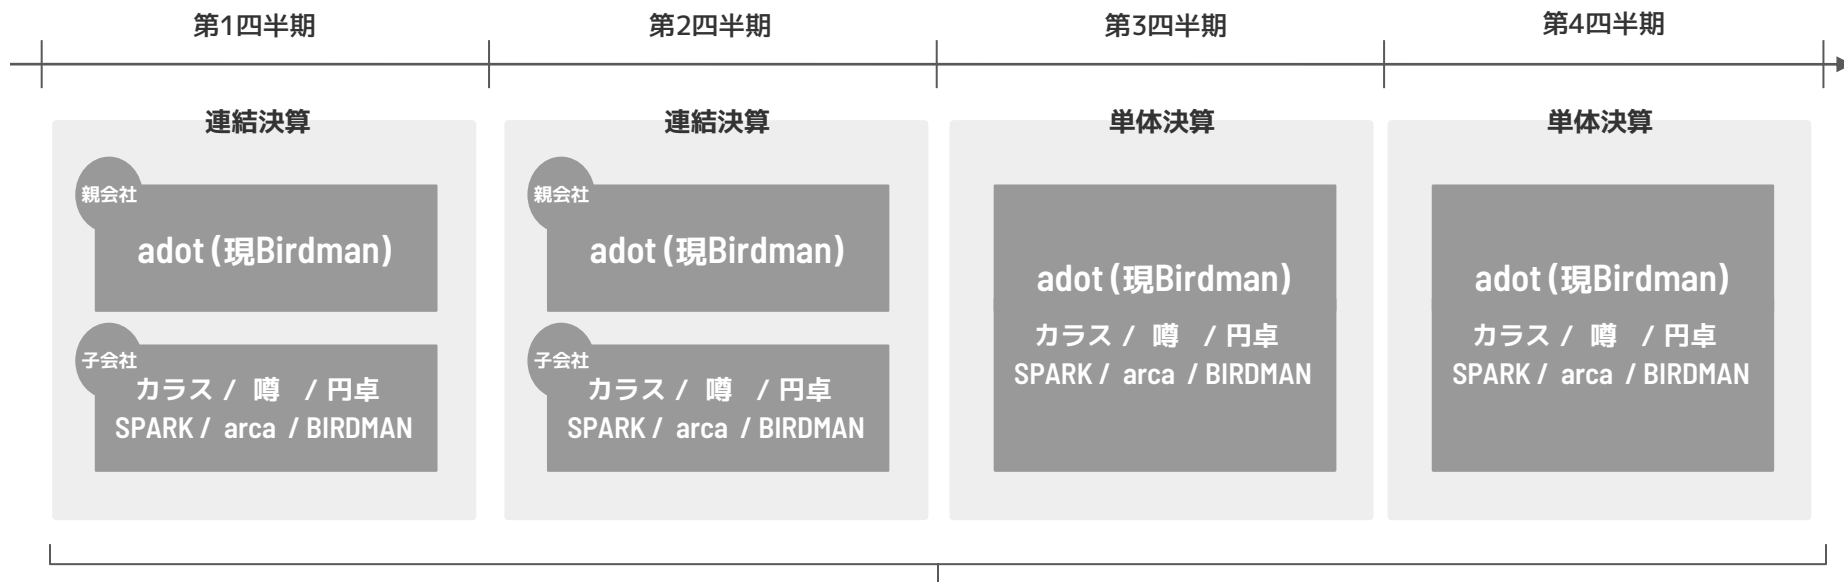 第1四半期
第2四半期
第3四半期
第4四半期
連結決算
親会社
adot (現Birdman)
子会社
カラス / 噂 / 円卓
SPARK / arca / BIRDMAN
連結決算
親会社
adot (現Birdman)
子会社
カラス / 噂 / 円卓
SPARK / arca / BIRDMAN
単体決算
adot (現Birdman)
カラス / 噂 / 円卓
SPARK / arca / BIRDMAN
単体決算
adot (現Birdman)
カラス / 噂 / 円卓
SPARK / arca / BIRDMAN